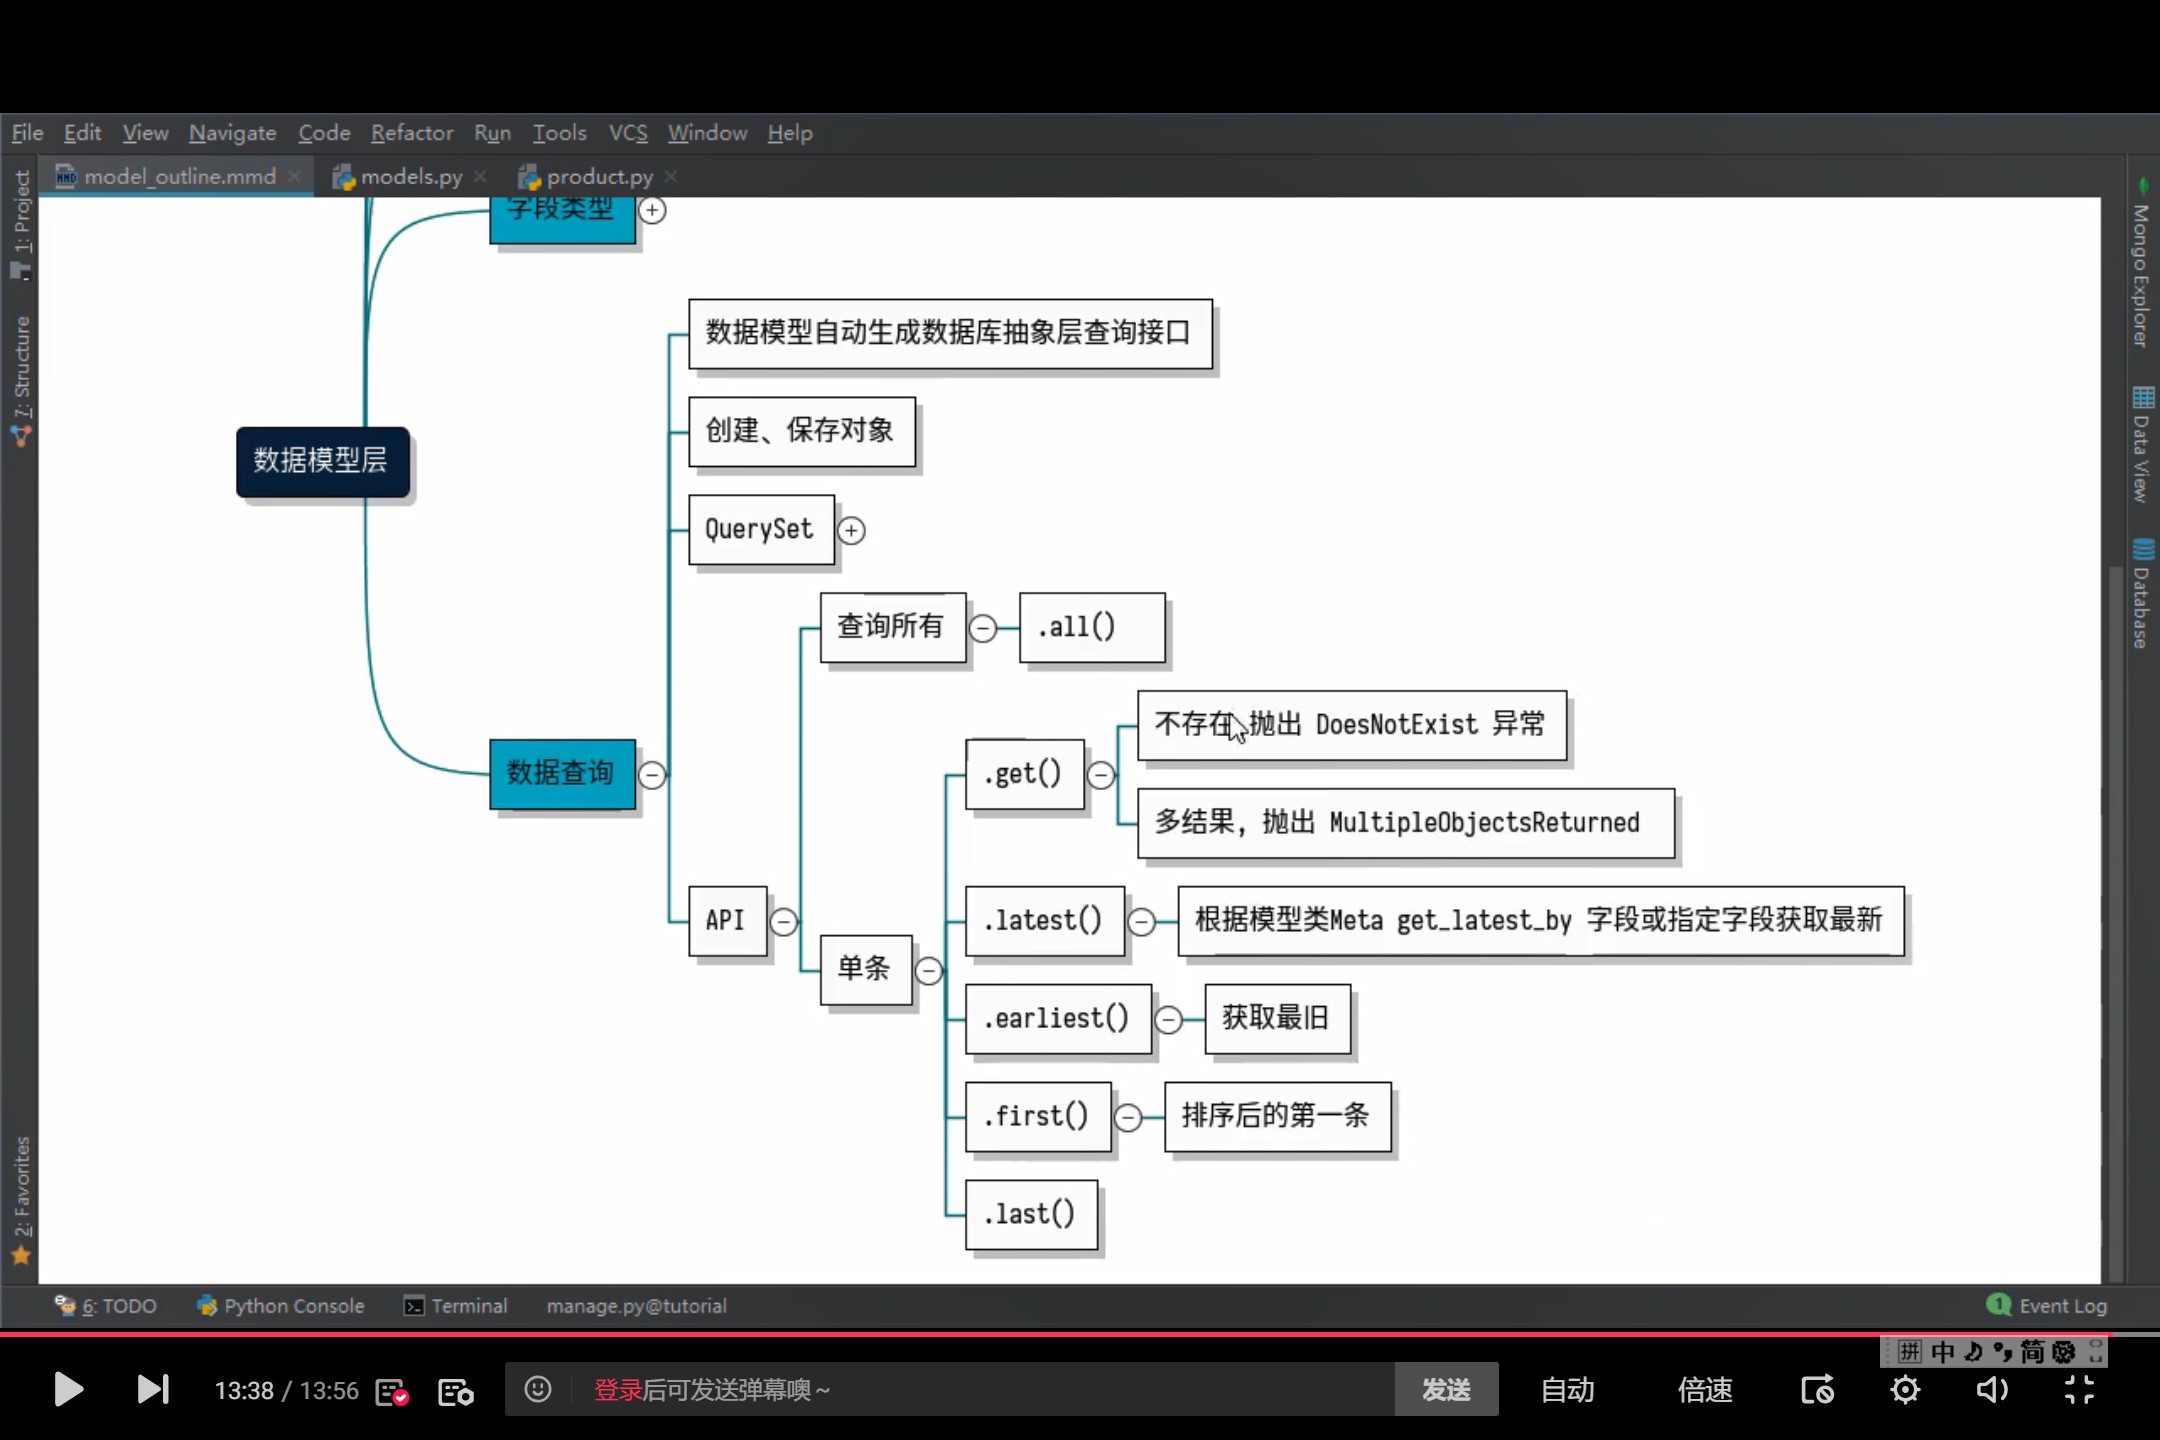 File Edit View Navigate Code Refactor Run Tools VCS Window Help
model_outline.mmd
models.py
product.py
1: Project
7: Structure
2: Favorites
Mongo Explorer
Data View
Database
字段类型
数据模型自动生成数据库抽象层查询接口
创建、保存对象
数据模型层
QuerySet
查询所有
.all()
不存在 抛出 DoesNotExist 异常
数据查询
.get()
多结果，抛出 MultipleObjectsReturned
API
.latest()
根据模型类Meta get_latest_by 字段或指定字段获取最新
单条
.earliest()
获取最旧
.first()
排序后的第一条
.last()
6: TODO
Python Console
Terminal
manage.py@tutorial
1 Event Log
拼 中 简
13:38 / 13:56
登录后可发送弹幕噢～
发送
自动
倍速